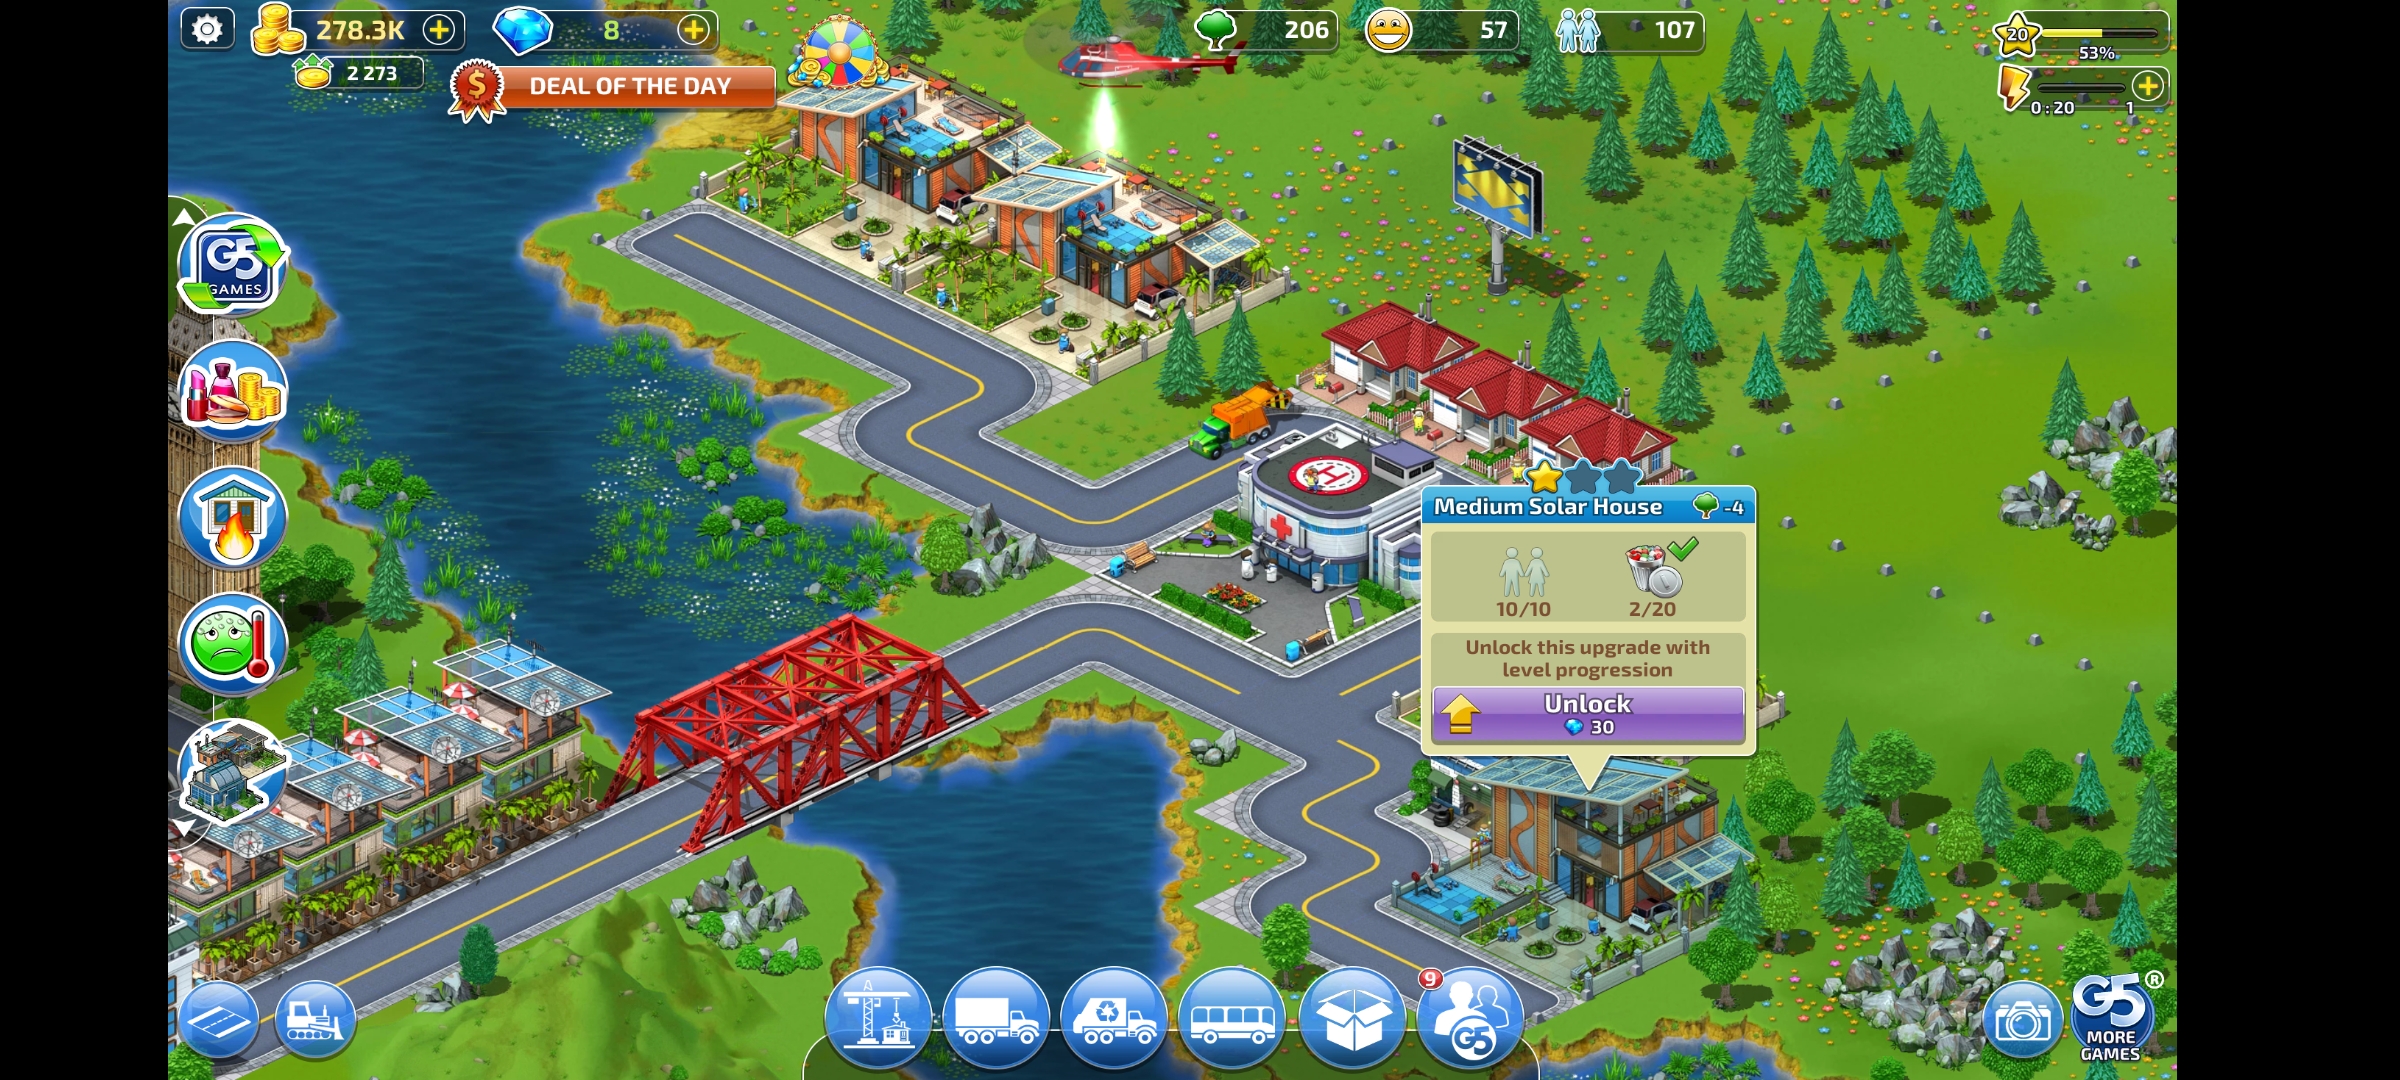 278.3K
8
206
57
107
20
53%
2 273
DEAL OF THE DAY
0:20
1
G5
GAMES
H
Medium Solar House
-4
10/10
2/20
Unlock this upgrade with
level progression
Unlock
30
9
G5
G5®
MORE
GAMES